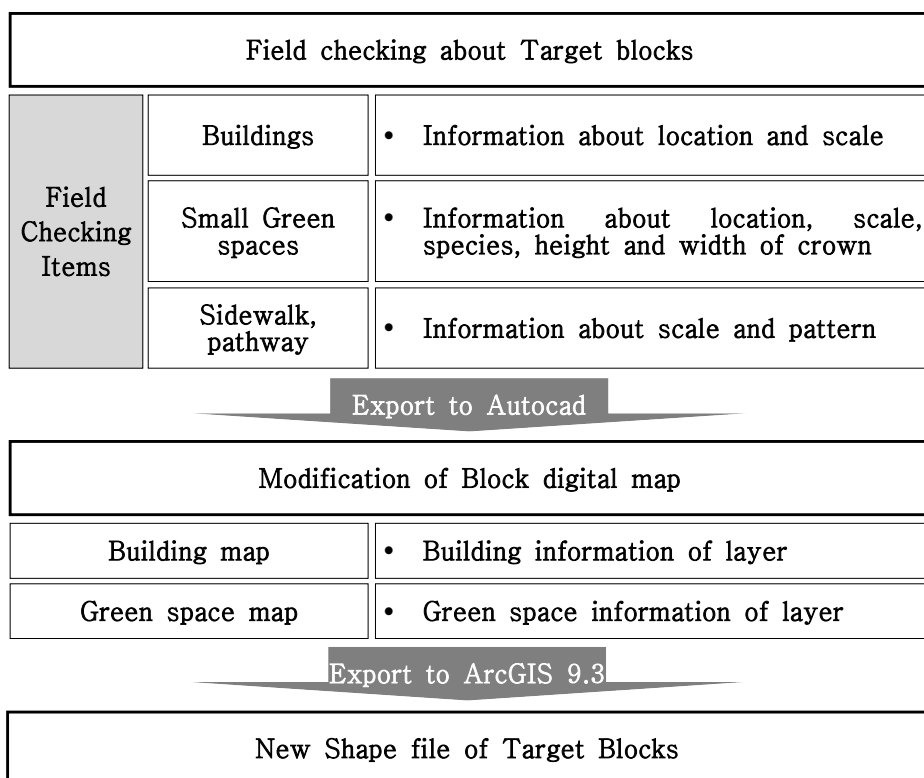 Field checking about Target blocks
Field
Checking
Items
Buildings
• Information about location and scale
Small Green
spaces
• Information about location, scale,
species, height and width of crown
Sidewalk,
pathway
• Information about scale and pattern
Export to Autocad
Modification of Block digital map
Building map
• Building information of layer
Green space map
• Green space information of layer
Export to ArcGIS 9.3
New Shape file of Target Blocks